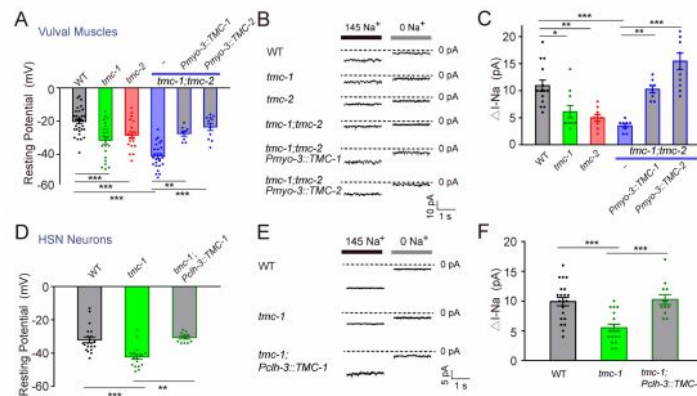 A
Vulval Muscles
WT
tmc-1
tmc-2
-
Pmyo-3::TMC-1
Pmyo-3::TMC-2
tmc-1;tmc-2
Resting Potential (mV)
0
-20
-40
-60
***
***
***
**
***
B
145 Na+
0 Na+
WT
0 pA
tmc-1
0 pA
tmc-2
0 pA
tmc-1;tmc-2
0 pA
tmc-1;tmc-2
Pmyo-3::TMC-1
0 pA
tmc-1;tmc-2
Pmyo-3::TMC-2
0 pA
10 pA
1 s
C
△I-Na (pA)
25
20
15
10
5
0
***
**
*
***
**
WT
tmc-1
tmc-2
-
Pmyo-3::TMC-1
Pmyo-3::TMC-2
tmc-1;tmc-2
D
HSN Neurons
WT
tmc-1
tmc-1;
Pclh-3::TMC-1
Resting Potential (mV)
0
-20
-40
-60
***
**
E
145 Na+
0 Na+
WT
0 pA
tmc-1
0 pA
tmc-1;
Pclh-3::TMC-1
0 pA
5 pA
1 s
F
△I-Na (pA)
20
15
10
5
0
***
***
WT
tmc-1
tmc-1;
Pclh-3::TMC-